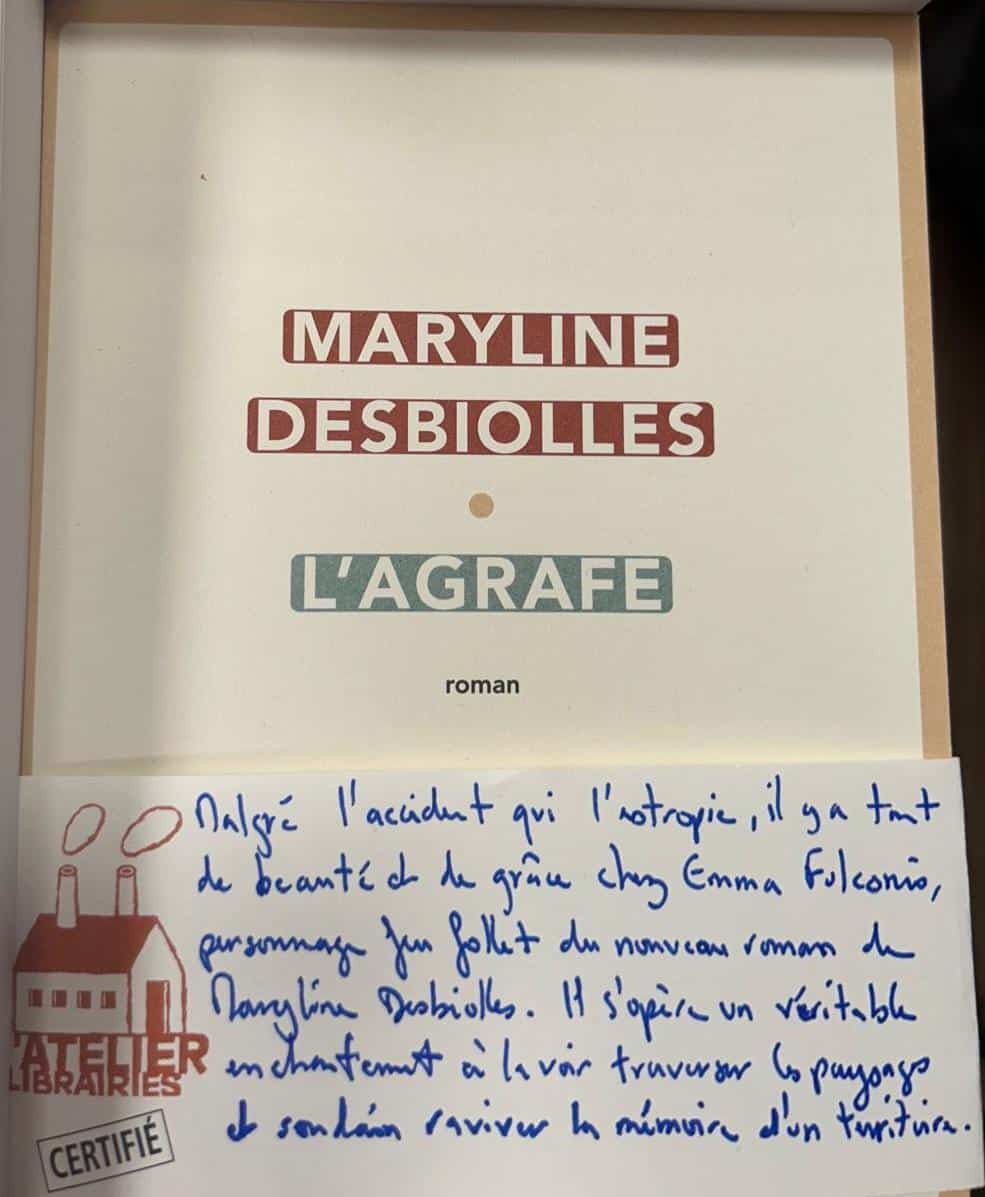 MARYLINE
DESBIOLLES
L'AGRAFE
roman
Malgré l'accident qui l'estropie, il y a tant
de beauté et de grâce chez Emma Fulconis,
personnage feu follet du nouveau roman de
Maryline Desbiolles. Il s'opère un véritable
enchantement à la voir traverser les paysages
et soudain raviver la mémoire d'un territoire.
L'ATELIER
LIBRAIRIES
CERTIFIÉ